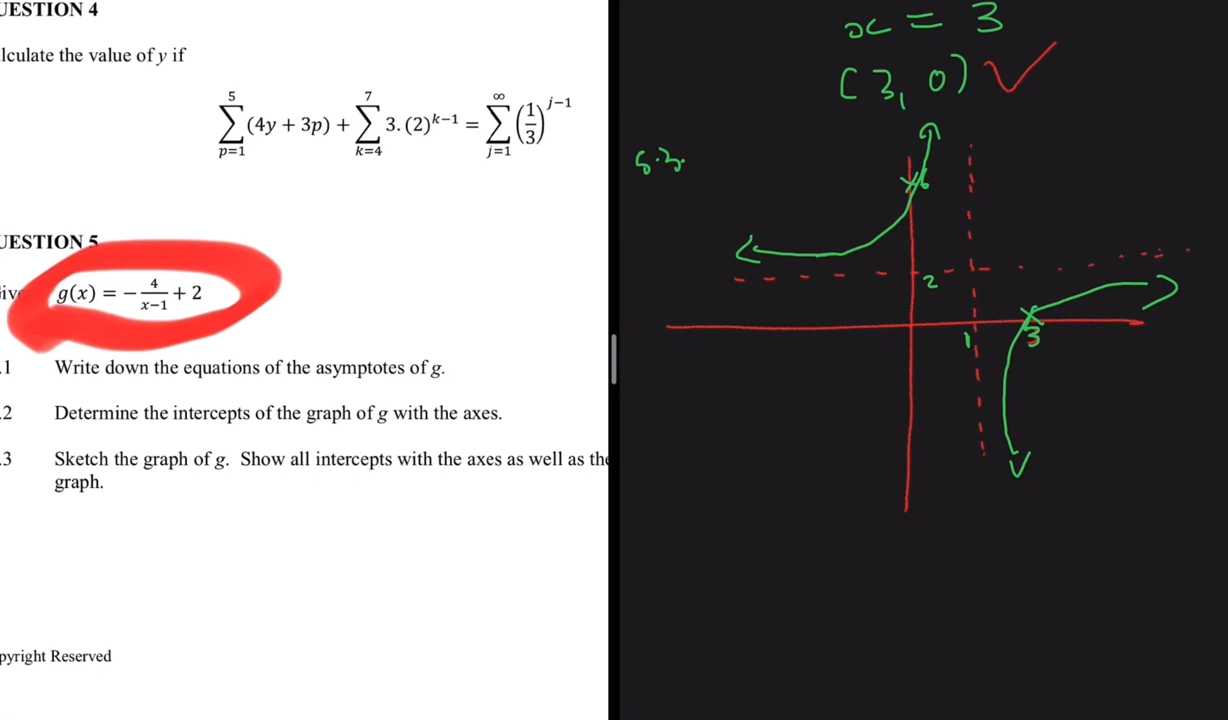 UESTION 4
lculate the value of y if
5∑p=1 (4y + 3p) + 7∑k=4 3.(2)^{k−1} = ∞∑j=1 (1/3)^{j−1}
UESTION 5
g(x) = − 4/(x−1) + 2
.1 Write down the equations of the asymptotes of g.
.2 Determine the intercepts of the graph of g with the axes.
.3 Sketch the graph of g. Show all intercepts with the axes as well as the
graph.
pyright Reserved
x = 3
(3, 0) ✓
5.3.
6
2
1
3